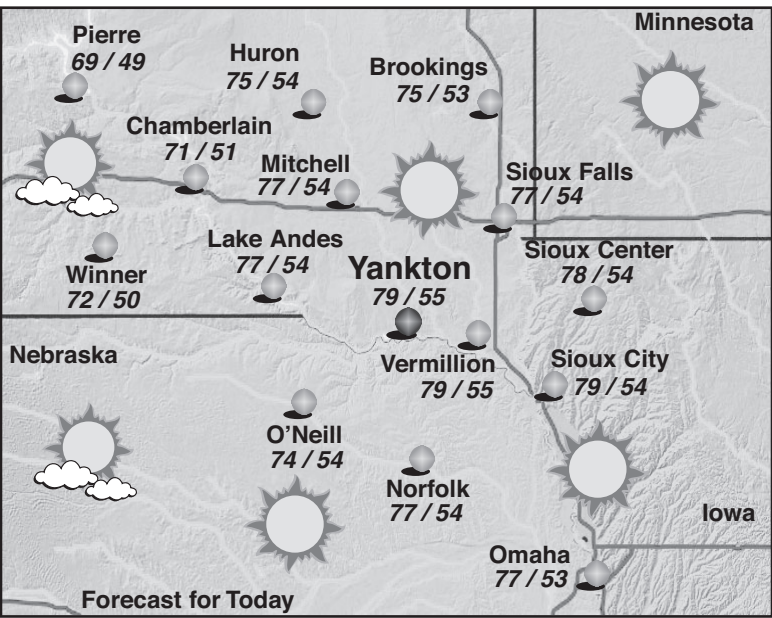 Minnesota
Pierre
69 / 49
Huron
75 / 54
Brookings
75 / 53
Chamberlain
71 / 51
Mitchell
77 / 54
Sioux Falls
77 / 54
Lake Andes
77 / 54
Yankton
79 / 55
Sioux Center
78 / 54
Winner
72 / 50
Nebraska
Vermillion
79 / 55
Sioux City
79 / 54
O'Neill
74 / 54
Norfolk
77 / 54
Iowa
Omaha
77 / 53
Forecast for Today